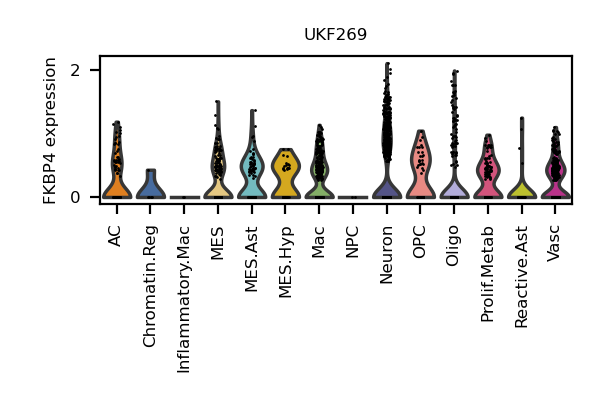 UKF269
FKBP4 expression
2
0
AC
Chromatin.Reg
Inflammatory.Mac
MES
MES.Ast
MES.Hyp
Mac
NPC
Neuron
OPC
Oligo
Prolif.Metab
Reactive.Ast
Vasc